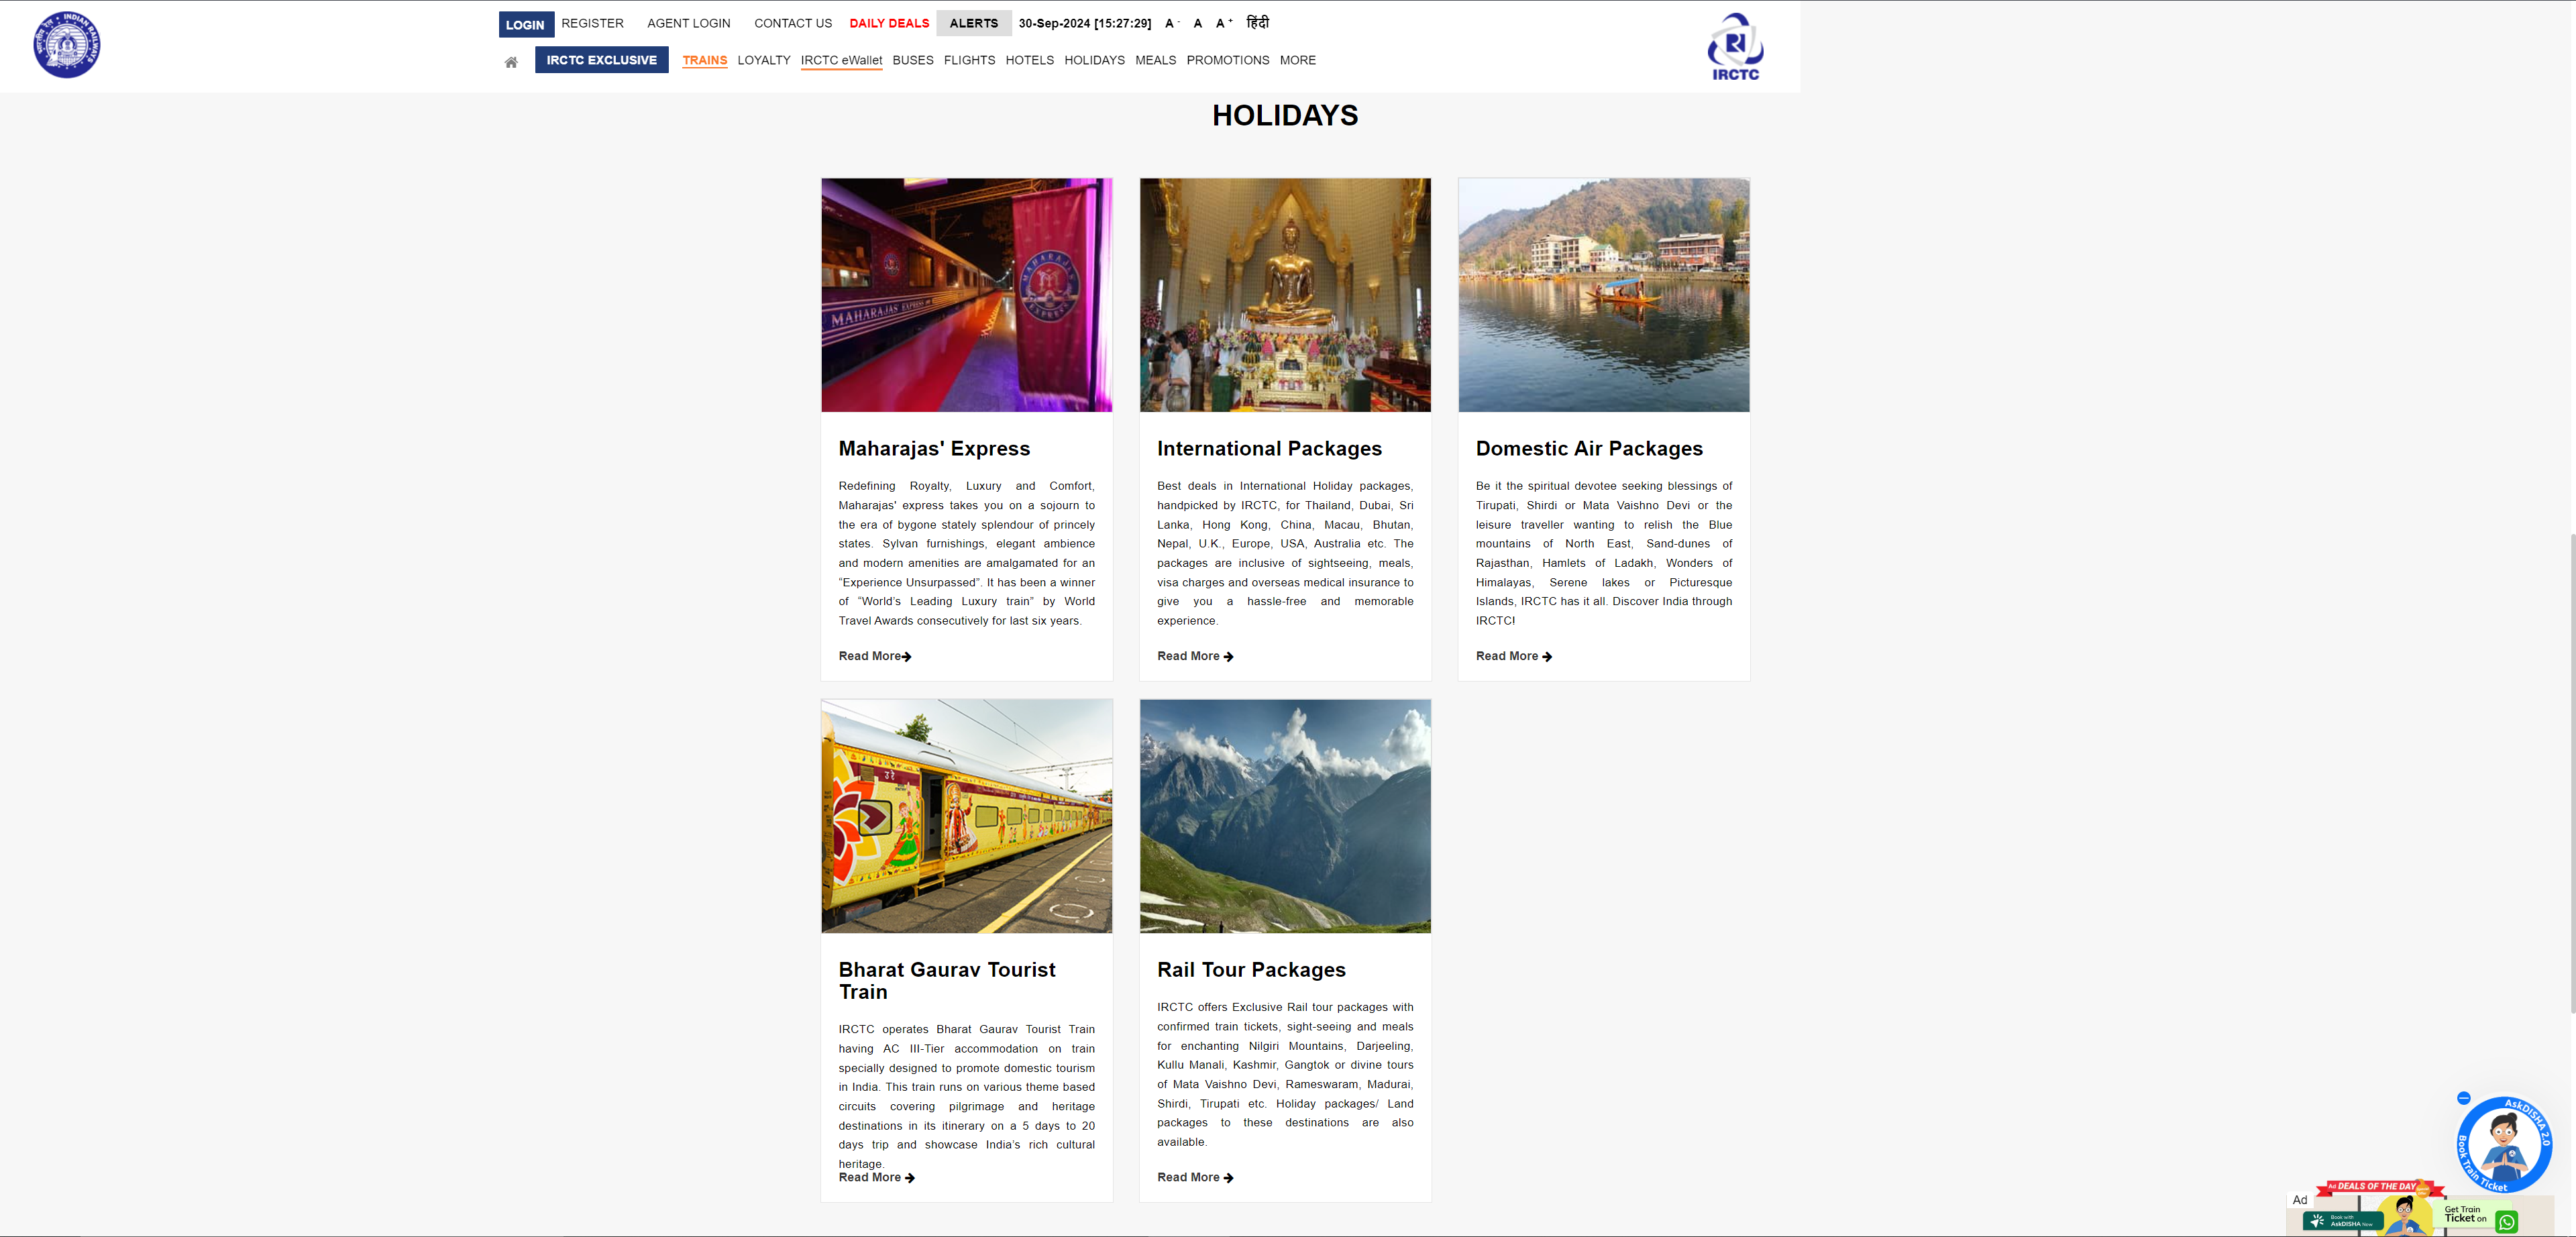 INDIAN RAILWAYS
LOGIN REGISTER AGENT LOGIN CONTACT US DAILY DEALS ALERTS 30-Sep-2024 [15:27:29] A - A A + हिंदी
IRCTC EXCLUSIVE TRAINS LOYALTY IRCTC eWallet BUSES FLIGHTS HOTELS HOLIDAYS MEALS PROMOTIONS MORE
IRCTC
HOLIDAYS
MAHARAJAS' EXPRESS
MAHARAJAS
EXPRESS
Maharajas' Express
Redefining Royalty, Luxury and Comfort,
Maharajas' express takes you on a sojourn to
the era of bygone stately splendour of princely
states. Sylvan furnishings, elegant ambience
and modern amenities are amalgamated for an
“Experience Unsurpassed”. It has been a winner
of “World’s Leading Luxury train” by World
Travel Awards consecutively for last six years.
Read More
International Packages
Best deals in International Holiday packages,
handpicked by IRCTC, for Thailand, Dubai, Sri
Lanka, Hong Kong, China, Macau, Bhutan,
Nepal, U.K., Europe, USA, Australia etc. The
packages are inclusive of sightseeing, meals,
visa charges and overseas medical insurance to
give you a hassle-free and memorable
experience.
Read More
Domestic Air Packages
Be it the spiritual devotee seeking blessings of
Tirupati, Shirdi or Mata Vaishno Devi or the
leisure traveller wanting to relish the Blue
mountains of North East, Sand-dunes of
Rajasthan, Hamlets of Ladakh, Wonders of
Himalayas, Serene lakes or Picturesque
Islands, IRCTC has it all. Discover India through
IRCTC!
Read More
Bharat Gaurav Tourist
Train
IRCTC operates Bharat Gaurav Tourist Train
having AC III-Tier accommodation on train
specially designed to promote domestic tourism
in India. This train runs on various theme based
circuits covering pilgrimage and heritage
destinations in its itinerary on a 5 days to 20
days trip and showcase India’s rich cultural
heritage.
Read More
Rail Tour Packages
IRCTC offers Exclusive Rail tour packages with
confirmed train tickets, sight-seeing and meals
for enchanting Nilgiri Mountains, Darjeeling,
Kullu Manali, Kashmir, Gangtok or divine tours
of Mata Vaishno Devi, Rameswaram, Madurai,
Shirdi, Tirupati etc. Holiday packages/ Land
packages to these destinations are also
available.
Read More
AskDISHA 2.0
Book Train Ticket
Ad DEALS OF THE DAY
Ad
Book with
AskDISHA Now
Get Train
Ticket on